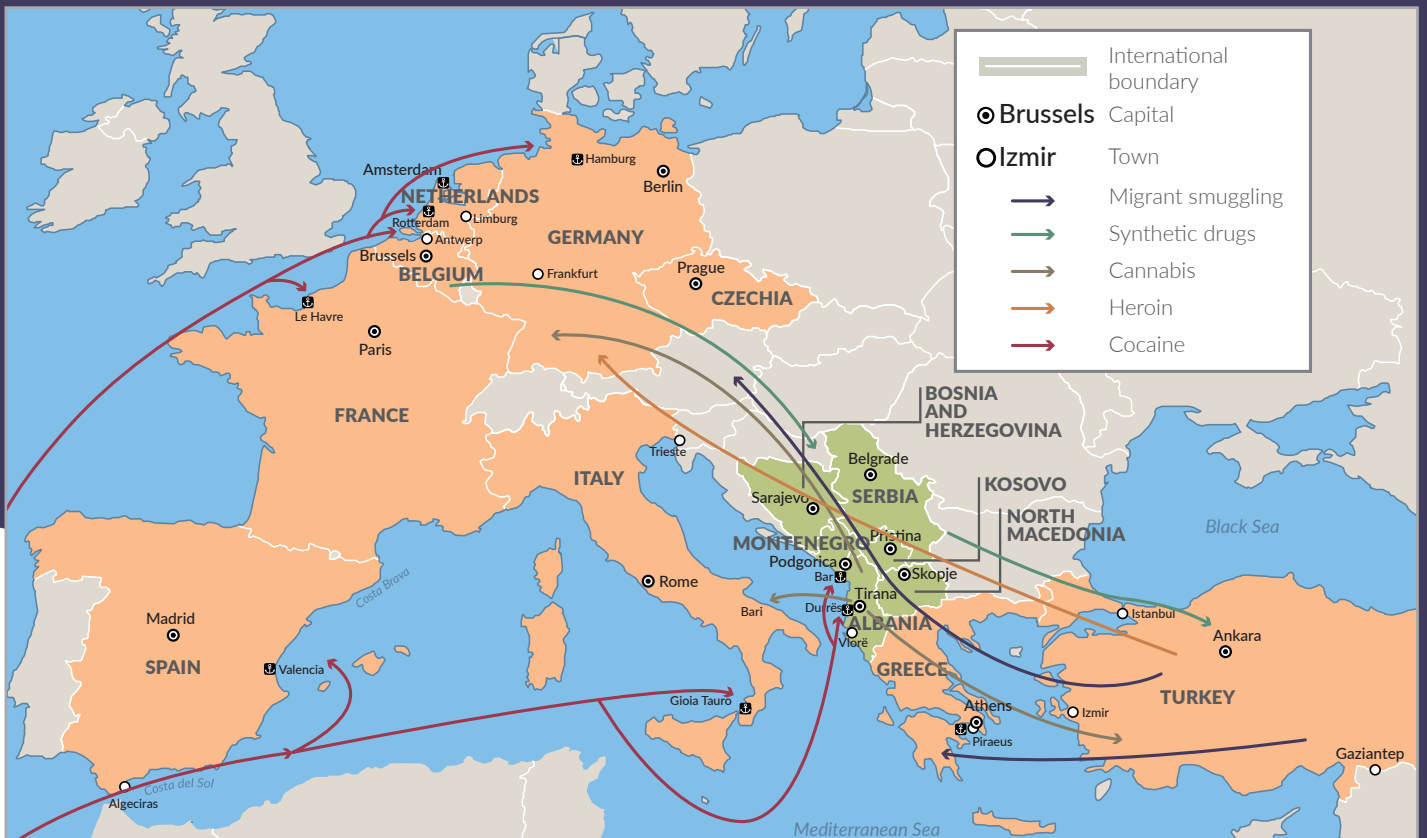 International
boundary
Brussels Capital
Izmir Town
Migrant smuggling
Synthetic drugs
Cannabis
Heroin
Cocaine
Amsterdam
Hamburg
Berlin
NETHERLANDS
Rotterdam
Limburg
Antwerp
GERMANY
Brussels
BELGIUM
Frankfurt
Prague
CZECHIA
Le Havre
Paris
FRANCE
BOSNIA
AND
HERZEGOVINA
Trieste
Belgrade
ITALY
SERBIA
Sarajevo
KOSOVO
NORTH
MACEDONIA
Black Sea
Pristina
MONTENEGRO
Podgorica
Skopje
Bar
Rome
Costa Brava
Tirana
Durrës
Bari
ALBANIA
Vlorë
Istanbul
Ankara
Madrid
SPAIN
Valencia
GREECE
TURKEY
Gioia Tauro
Athens
Izmir
Piraeus
Gaziantep
Costa del Sol
Algeciras
Mediterranean Sea